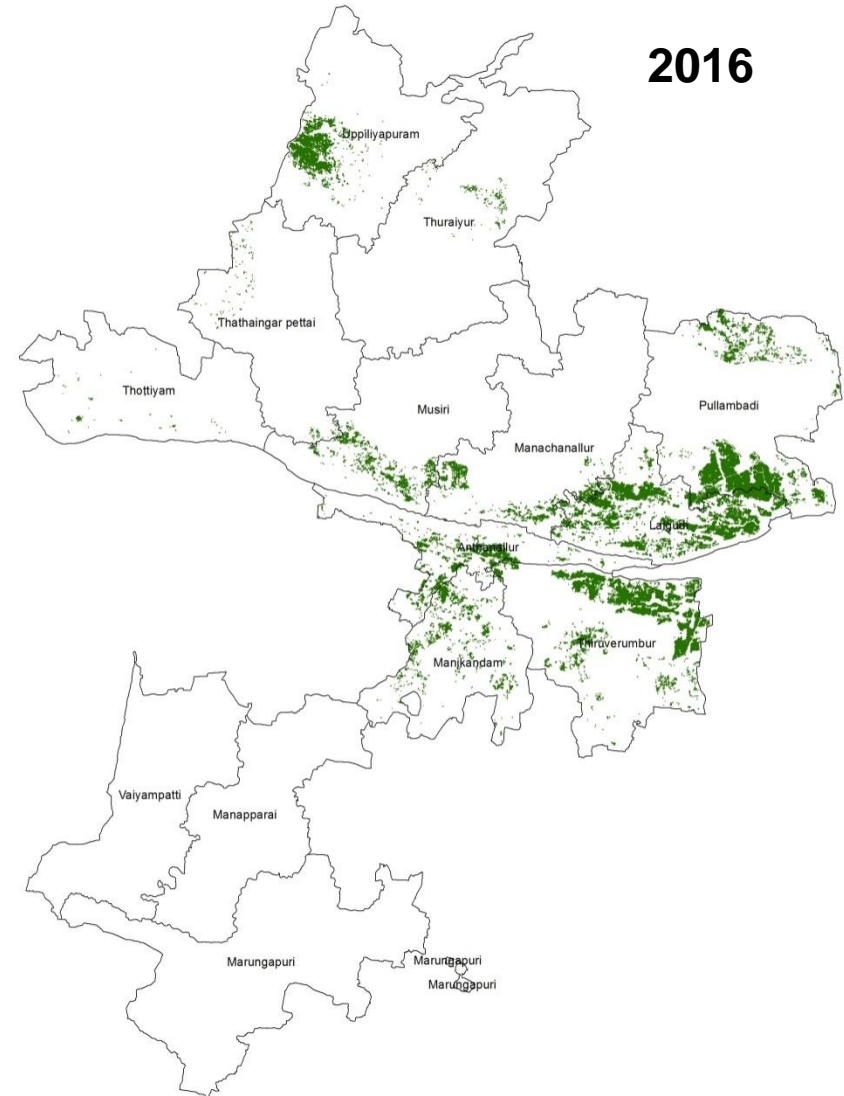 2016
Uppiliyapuram
Thuraiyur
Thathaingar pettai
Thottiyam
Musiri
Pullambadi
Manachanallur
Lalgudi
Anthanallur
Thiruverumbur
Manikandam
Vaiyampatti
Manapparai
Marungapuri
Marungapuri
Marungapuri